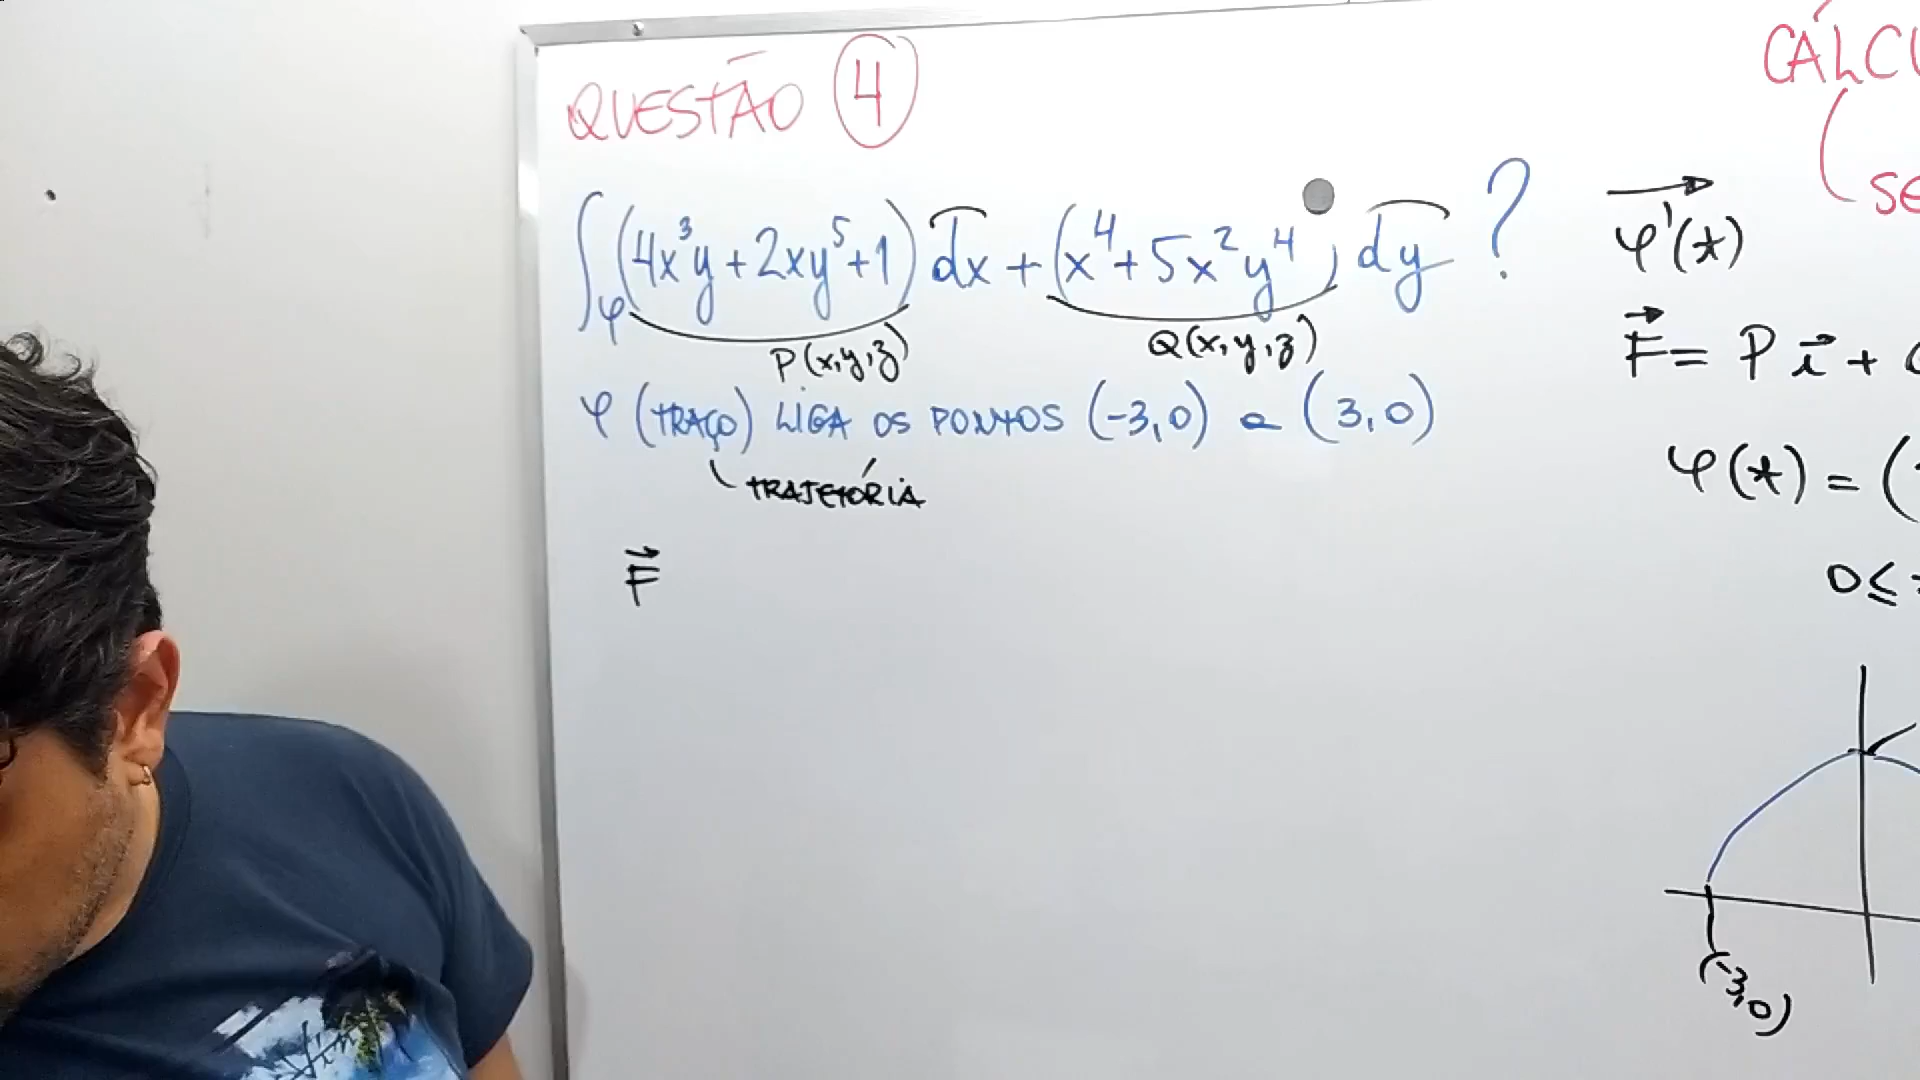 QUESTÃO 4
∫φ (4x³y+2xy⁵+1) dx + (x⁴+5x²y⁴) dy ?
P(x,y,z) Q(x,y,z)
φ (TRAÇO) LIGA OS PONTOS (-3,0) a (3,0)
TRAJETÓRIA
F
CÁLCU
SE
φ'(t)
F = P i +
φ(t) = (
0≤
(-3,0)